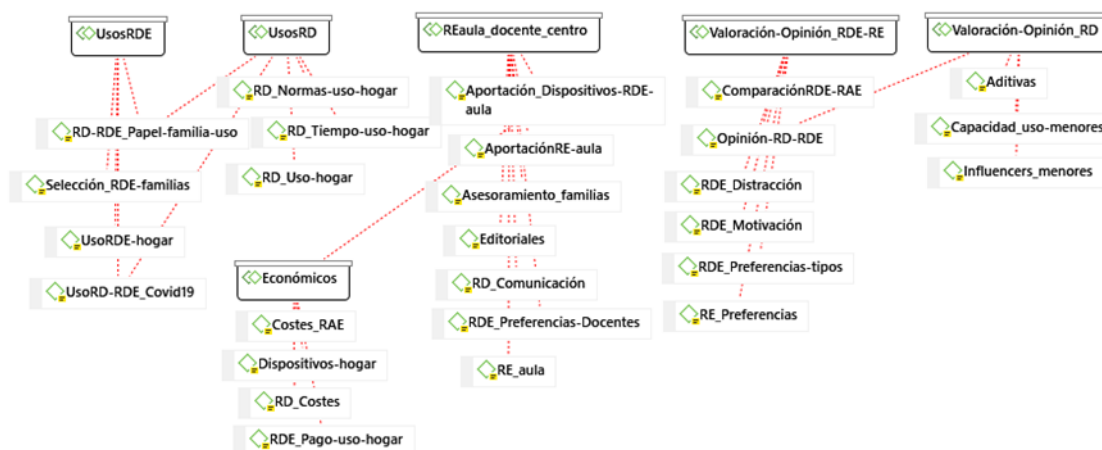 UsosRDE
UsosRD
REaula_docente_centro
Valoración-Opinión_RDE-RE
Valoración-Opinión_RD
RD_Normas-uso-hogar
Aportación_Dispositivos-RDE-
aula
ComparaciónRDE-RAE
Aditivas
RD-RDE_Papel-familia-uso
RD_Tiempo-uso-hogar
AportaciónRE-aula
Opinión-RD-RDE
Capacidad_uso-menores
Selección_RDE-familias
RD_Uso-hogar
Asesoramiento_familias
RDE_Distracción
Influencers_menores
UsoRDE-hogar
Editoriales
RDE_Motivación
UsoRD-RDE_Covid19
Económicos
RD_Comunicación
RDE_Preferencias-tipos
Costes_RAE
RDE_Preferencias-Docentes
RE_Preferencias
Dispositivos-hogar
RE_aula
RD_Costes
RDE_Pago-uso-hogar